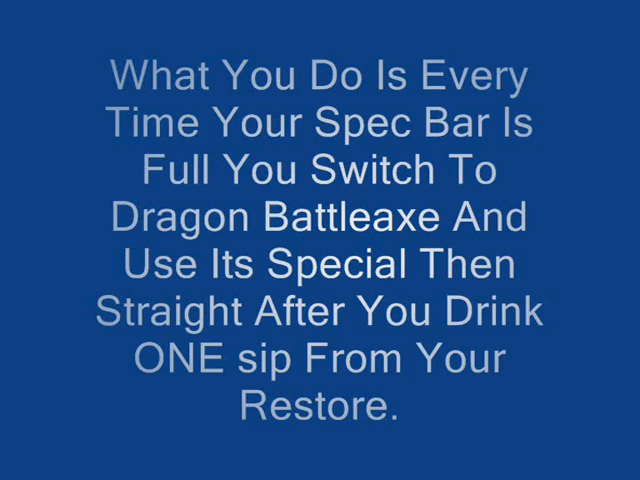 What You Do Is Every
Time Your Spec Bar Is
Full You Switch To
Dragon Battleaxe And
Use Its Special Then
Straight After You Drink
ONE sip From Your
Restore.